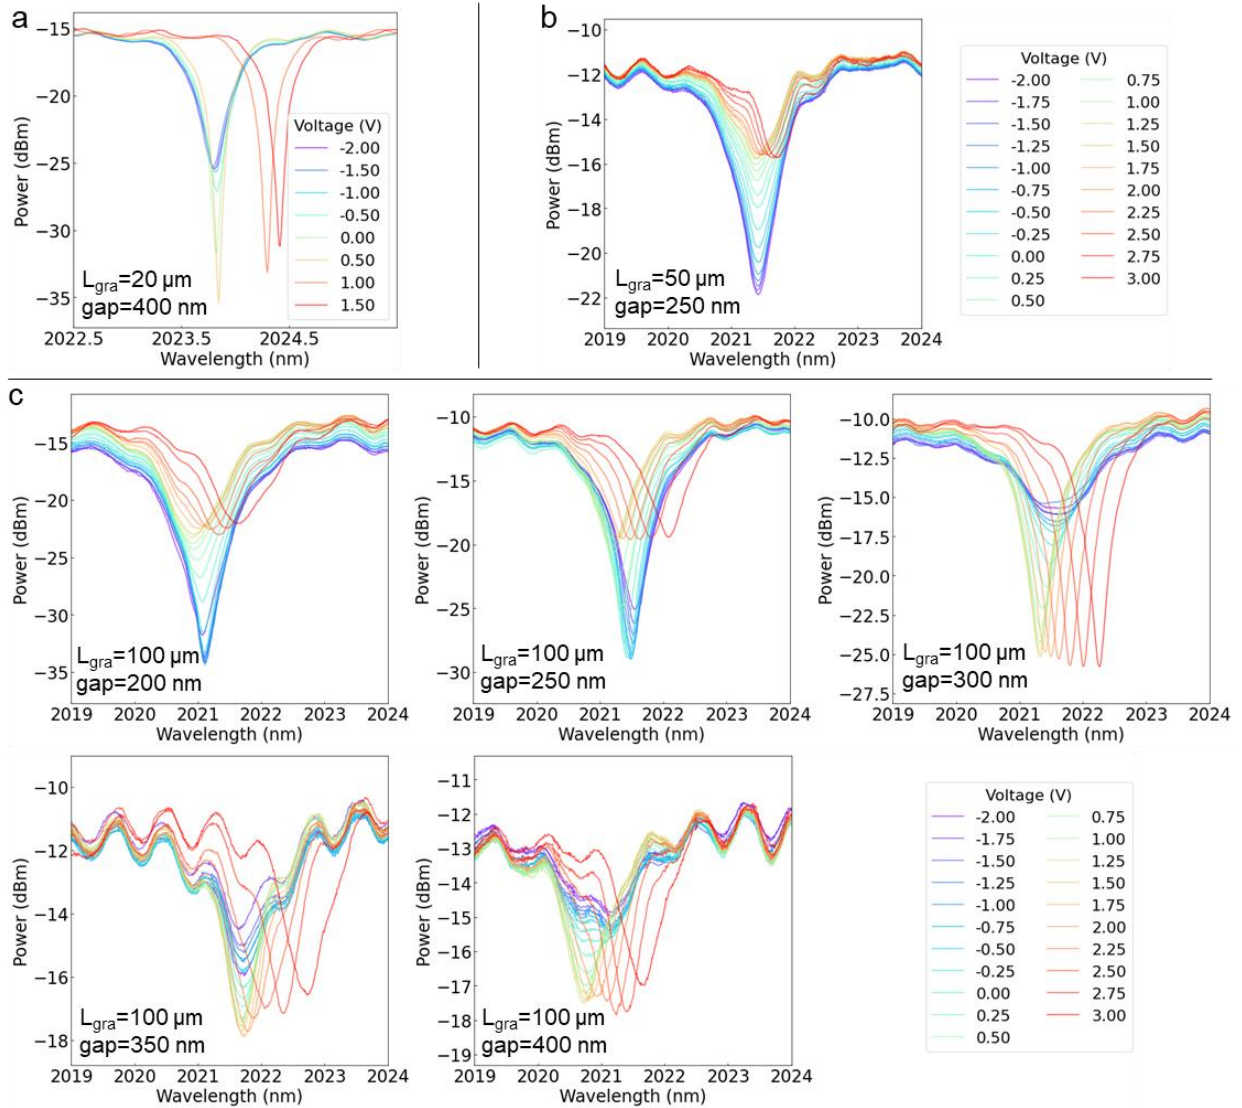 a
Power (dBm)
−15
−20
−25
−30
−35
2022.5 2023.5 2024.5
Wavelength (nm)
Voltage (V)
-2.00
-1.50
-1.00
-0.50
0.00
0.50
1.00
1.50
Lgra=20 µm
gap=400 nm
b
Power (dBm)
−10
−12
−14
−16
−18
−20
−22
2019 2020 2021 2022 2023 2024
Wavelength (nm)
Lgra=50 µm
gap=250 nm
Voltage (V)
-2.00 0.75
-1.75 1.00
-1.50 1.25
-1.25 1.50
-1.00 1.75
-0.75 2.00
-0.50 2.25
-0.25 2.50
0.00 2.75
0.25 3.00
0.50
c
Power (dBm)
−15
−20
−25
−30
−35
2019 2020 2021 2022 2023 2024
Wavelength (nm)
Lgra=100 µm
gap=200 nm
Power (dBm)
−10
−15
−20
−25
−30
2019 2020 2021 2022 2023 2024
Wavelength (nm)
Lgra=100 µm
gap=250 nm
Power (dBm)
−10.0
−12.5
−15.0
−17.5
−20.0
−22.5
−25.0
−27.5
2019 2020 2021 2022 2023 2024
Wavelength (nm)
Lgra=100 µm
gap=300 nm
Power (dBm)
−10
−12
−14
−16
−18
2019 2020 2021 2022 2023 2024
Wavelength (nm)
Lgra=100 µm
gap=350 nm
Power (dBm)
−11
−12
−13
−14
−15
−16
−17
−18
−19
2019 2020 2021 2022 2023 2024
Wavelength (nm)
Lgra=100 µm
gap=400 nm
Voltage (V)
-2.00 0.75
-1.75 1.00
-1.50 1.25
-1.25 1.50
-1.00 1.75
-0.75 2.00
-0.50 2.25
-0.25 2.50
0.00 2.75
0.25 3.00
0.50